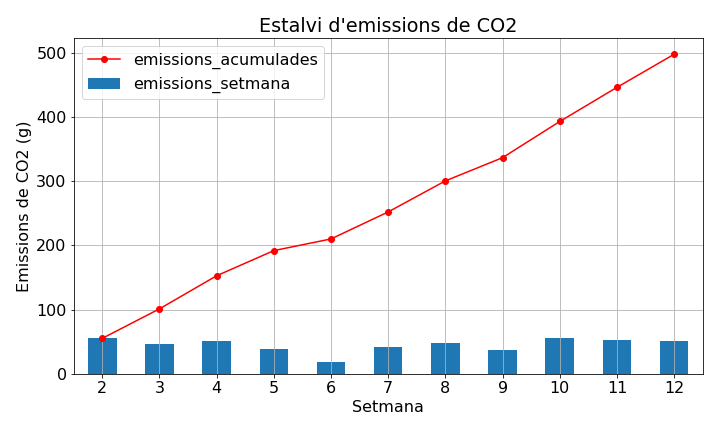 Estalvi d'emissions de CO2
emissions_acumulades
emissions_setmana
Emissions de CO2 (g)
500
400
300
200
100
0
2 3 4 5 6 7 8 9 10 11 12
Setmana